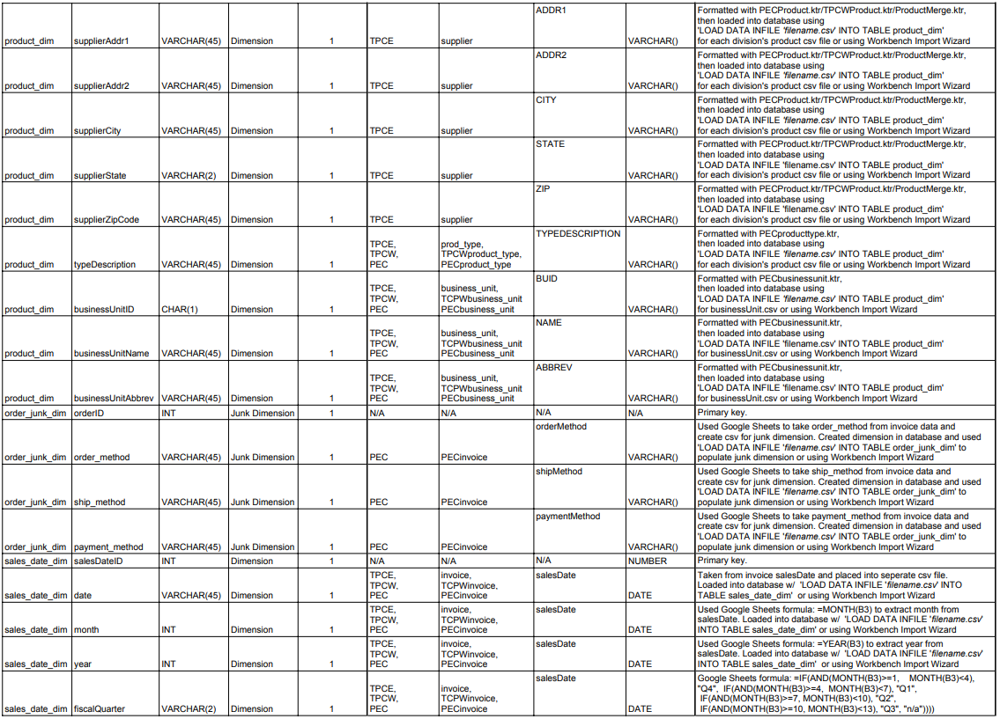 product_dim supplierAddr1 VARCHAR(45) Dimension 1 TPCE supplier ADDR1 VARCHAR() Formatted with PECProduct.ktr/TPCWProduct.ktr/ProductMerge.ktr,
then loaded into database using
'LOAD DATA INFILE 'filename.csv' INTO TABLE product_dim'
for each division's product csv file or using Workbench Import Wizard
product_dim supplierAddr2 VARCHAR(45) Dimension 1 TPCE supplier ADDR2 VARCHAR() Formatted with PECProduct.ktr/TPCWProduct.ktr/ProductMerge.ktr,
then loaded into database using
'LOAD DATA INFILE 'filename.csv' INTO TABLE product_dim'
for each division's product csv file or using Workbench Import Wizard
product_dim supplierCity VARCHAR(45) Dimension 1 TPCE supplier CITY VARCHAR() Formatted with PECProduct.ktr/TPCWProduct.ktr/ProductMerge.ktr,
then loaded into database using
'LOAD DATA INFILE 'filename.csv' INTO TABLE product_dim'
for each division's product csv file or using Workbench Import Wizard
product_dim supplierState VARCHAR(2) Dimension 1 TPCE supplier STATE VARCHAR() Formatted with PECProduct.ktr/TPCWProduct.ktr/ProductMerge.ktr,
then loaded into database using
'LOAD DATA INFILE 'filename.csv' INTO TABLE product_dim'
for each division's product csv file or using Workbench Import Wizard
product_dim supplierZipCode VARCHAR(45) Dimension 1 TPCE supplier ZIP VARCHAR() Formatted with PECProduct.ktr/TPCWProduct.ktr/ProductMerge.ktr,
then loaded into database using
'LOAD DATA INFILE 'filename.csv' INTO TABLE product_dim'
for each division's product csv file or using Workbench Import Wizard
product_dim typeDescription VARCHAR(45) Dimension 1 TPCE, TPCW, PEC prod_type, TPCWproduct_type, PECproduct_type TYPEDESCRIPTION VARCHAR() Formatted with PECproducttype.ktr,
then loaded into database using
'LOAD DATA INFILE 'filename.csv' INTO TABLE product_dim'
for each division's product csv file or using Workbench Import Wizard
product_dim businessUnitID CHAR(1) Dimension 1 TPCE, TPCW, PEC business_unit, TCPWbusiness_unit PECbusiness_unit BUID VARCHAR() Formatted with PECbusinessunit.ktr,
then loaded into database using
'LOAD DATA INFILE 'filename.csv' INTO TABLE product_dim'
for businessUnit.csv or using Workbench Import Wizard
product_dim businessUnitName VARCHAR(45) Dimension 1 TPCE, TPCW, PEC business_unit, TCPWbusiness_unit PECbusiness_unit NAME VARCHAR() Formatted with PECbusinessunit.ktr,
then loaded into database using
'LOAD DATA INFILE 'filename.csv' INTO TABLE product_dim'
for businessUnit.csv or using Workbench Import Wizard
product_dim businessUnitAbbrev VARCHAR(45) Dimension 1 TPCE, TPCW, PEC business_unit, TCPWbusiness_unit PECbusiness_unit ABBREV VARCHAR() Formatted with PECbusinessunit.ktr,
then loaded into database using
'LOAD DATA INFILE 'filename.csv' INTO TABLE product_dim'
for businessUnit.csv or using Workbench Import Wizard
order_junk_dim orderID INT Junk Dimension 1 N/A N/A N/A N/A Primary key.
order_junk_dim order_method VARCHAR(45) Junk Dimension 1 PEC PECinvoice orderMethod VARCHAR() Used Google Sheets to take order_method from invoice data and
create csv for junk dimension. Created dimension in database and used
'LOAD DATA INFILE 'filename.csv' INTO TABLE order_junk_dim' to
populate junk dimension or using Workbench Import Wizard
order_junk_dim ship_method VARCHAR(45) Junk Dimension 1 PEC PECinvoice shipMethod VARCHAR() Used Google Sheets to take ship_method from invoice data and
create csv for junk dimension. Created dimension in database and used
'LOAD DATA INFILE 'filename.csv' INTO TABLE order_junk_dim' to
populate junk dimension or using Workbench Import Wizard
order_junk_dim payment_method VARCHAR(45) Junk Dimension 1 PEC PECinvoice paymentMethod VARCHAR() Used Google Sheets to take payment_method from invoice data and
create csv for junk dimension. Created dimension in database and used
'LOAD DATA INFILE 'filename.csv' INTO TABLE order_junk_dim' to
populate junk dimension or using Workbench Import Wizard
sales_date_dim salesDateID INT Dimension 1 N/A N/A N/A NUMBER Primary key.
sales_date_dim date VARCHAR(45) Dimension 1 TPCE, TPCW, PEC invoice, TCPWinvoice, PECinvoice salesDate DATE Taken from invoice salesDate and placed into seperate csv file.
Loaded into database w/ 'LOAD DATA INFILE 'filename.csv' INTO
TABLE sales_date_dim' or using Workbench Import Wizard
sales_date_dim month INT Dimension 1 TPCE, TPCW, PEC invoice, TCPWinvoice, PECinvoice salesDate DATE Used Google Sheets formula: =MONTH(B3) to extract month from
salesDate. Loaded into database w/ 'LOAD DATA INFILE 'filename.csv'
INTO TABLE sales_date_dim' or using Workbench Import Wizard
sales_date_dim year INT Dimension 1 TPCE, TPCW, PEC invoice, TCPWinvoice, PECinvoice salesDate DATE Used Google Sheets formula: =YEAR(B3) to extract year from
salesDate. Loaded into database w/ 'LOAD DATA INFILE 'filename.csv'
INTO TABLE sales_date_dim' or using Workbench Import Wizard
sales_date_dim fiscalQuarter VARCHAR(2) Dimension 1 TPCE, TPCW, PEC invoice, TCPWinvoice, PECinvoice salesDate DATE Google Sheets formula: =IF(AND(MONTH(B3)>=1, MONTH(B3)<4),
"Q4", IF(AND(MONTH(B3)>=4, MONTH(B3)<7), "Q1",
IF(AND(MONTH(B3)>=7, MONTH(B3)<10), "Q2",
IF(AND(MONTH(B3)>=10, MONTH(B3)<13), "Q3", "n/a"))))